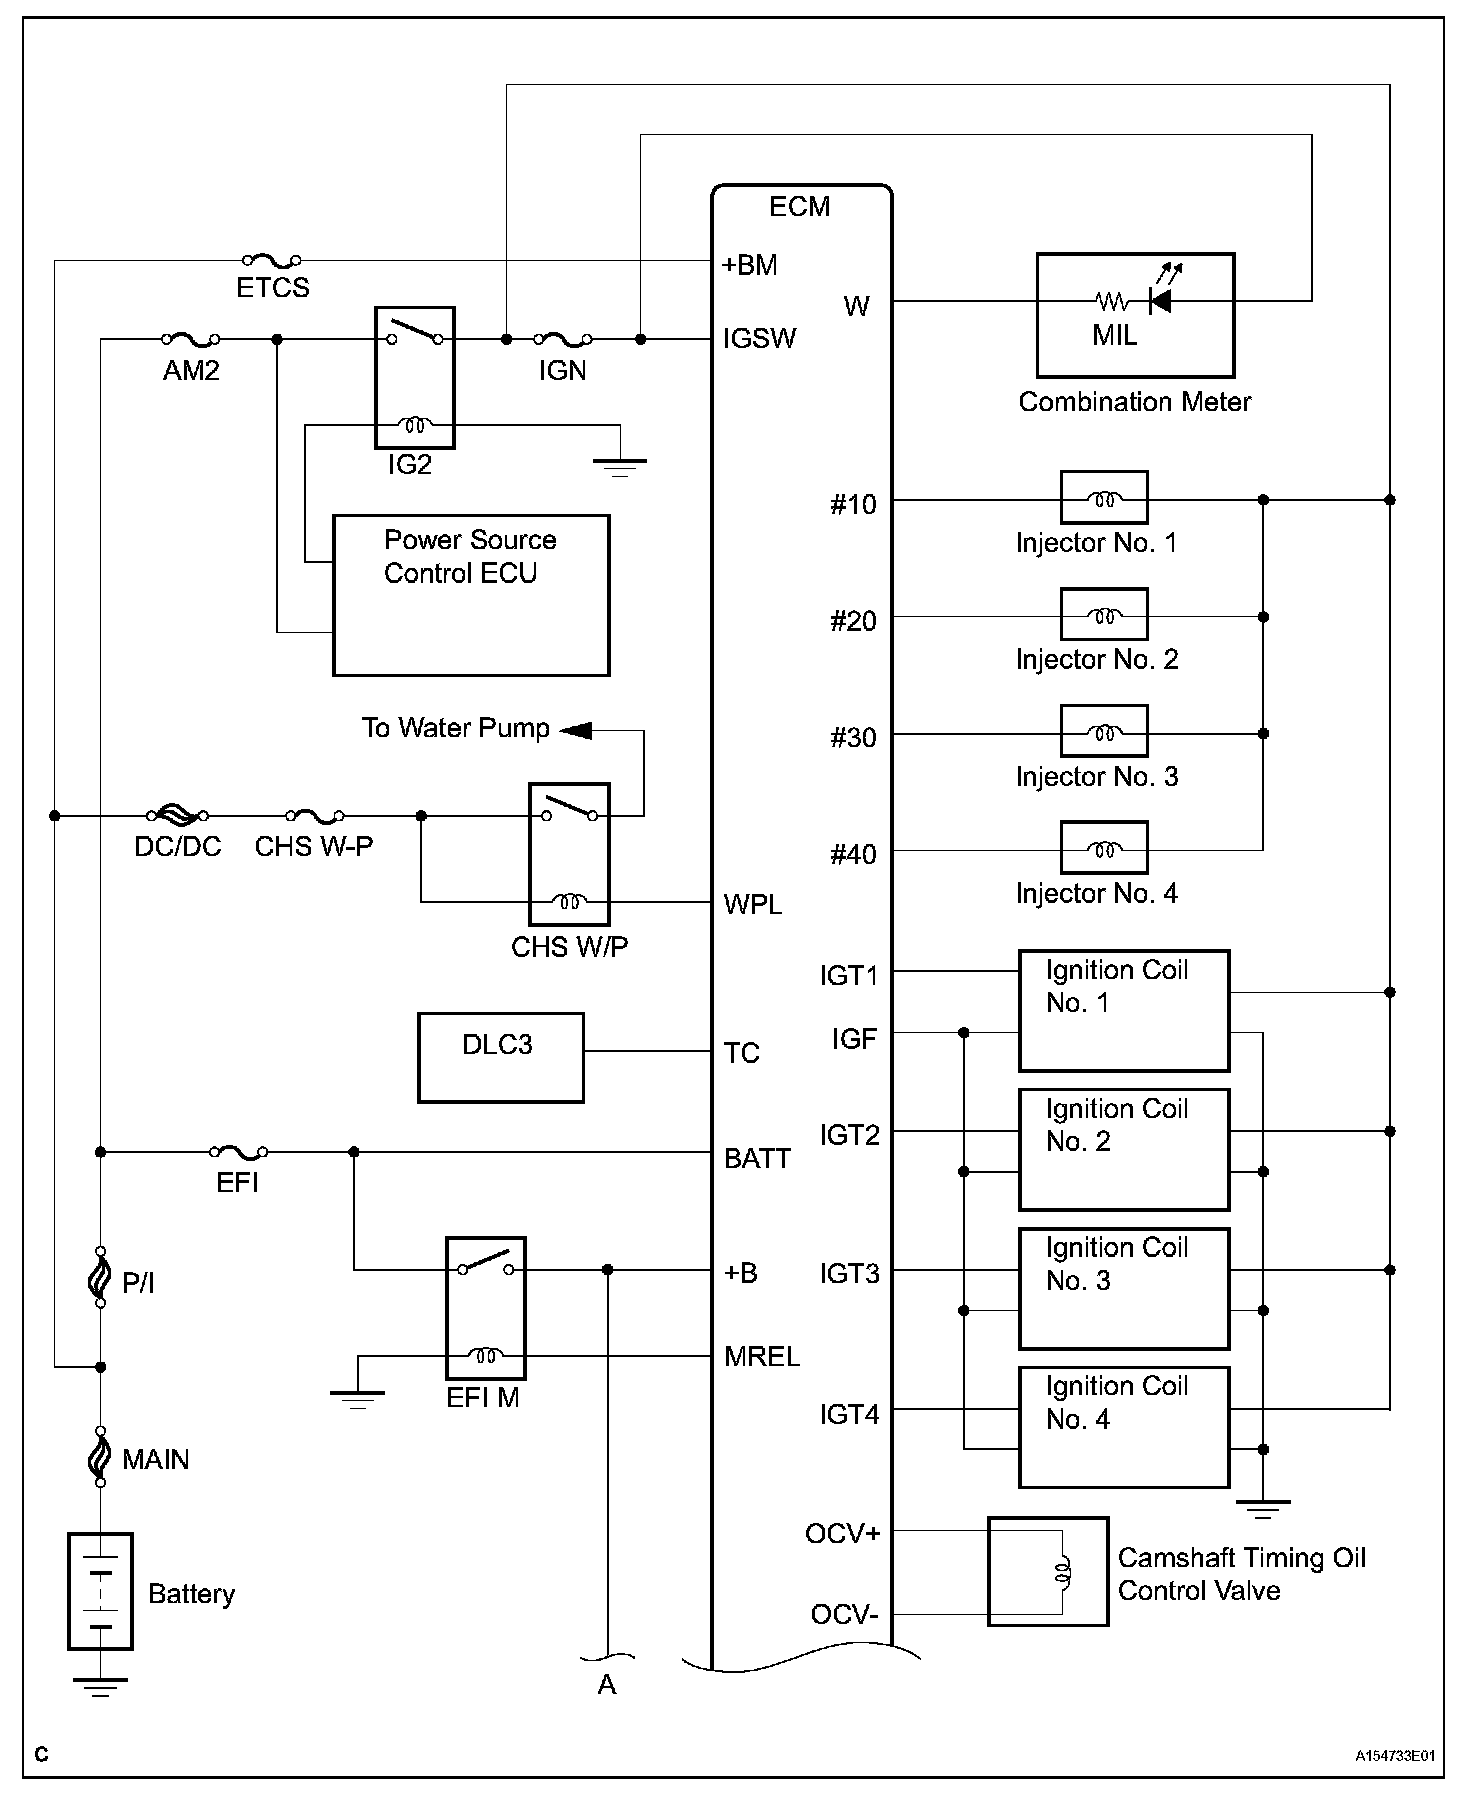 ECM
+BM
ETCS
W
IGSW
AM2
IGN
MIL
Combination Meter
IG2
#10
Injector No. 1
Power Source
Control ECU
#20
Injector No. 2
To Water Pump
#30
Injector No. 3
DC/DC
CHS W-P
#40
Injector No. 4
WPL
CHS W/P
IGT1
Ignition Coil
No. 1
IGF
DLC3
TC
Ignition Coil
No. 2
IGT2
BATT
EFI
Ignition Coil
No. 3
IGT3
+B
P/I
MREL
EFI M
Ignition Coil
No. 4
IGT4
MAIN
OCV+
Camshaft Timing Oil
Control Valve
OCV-
Battery
A
C
A154733E01